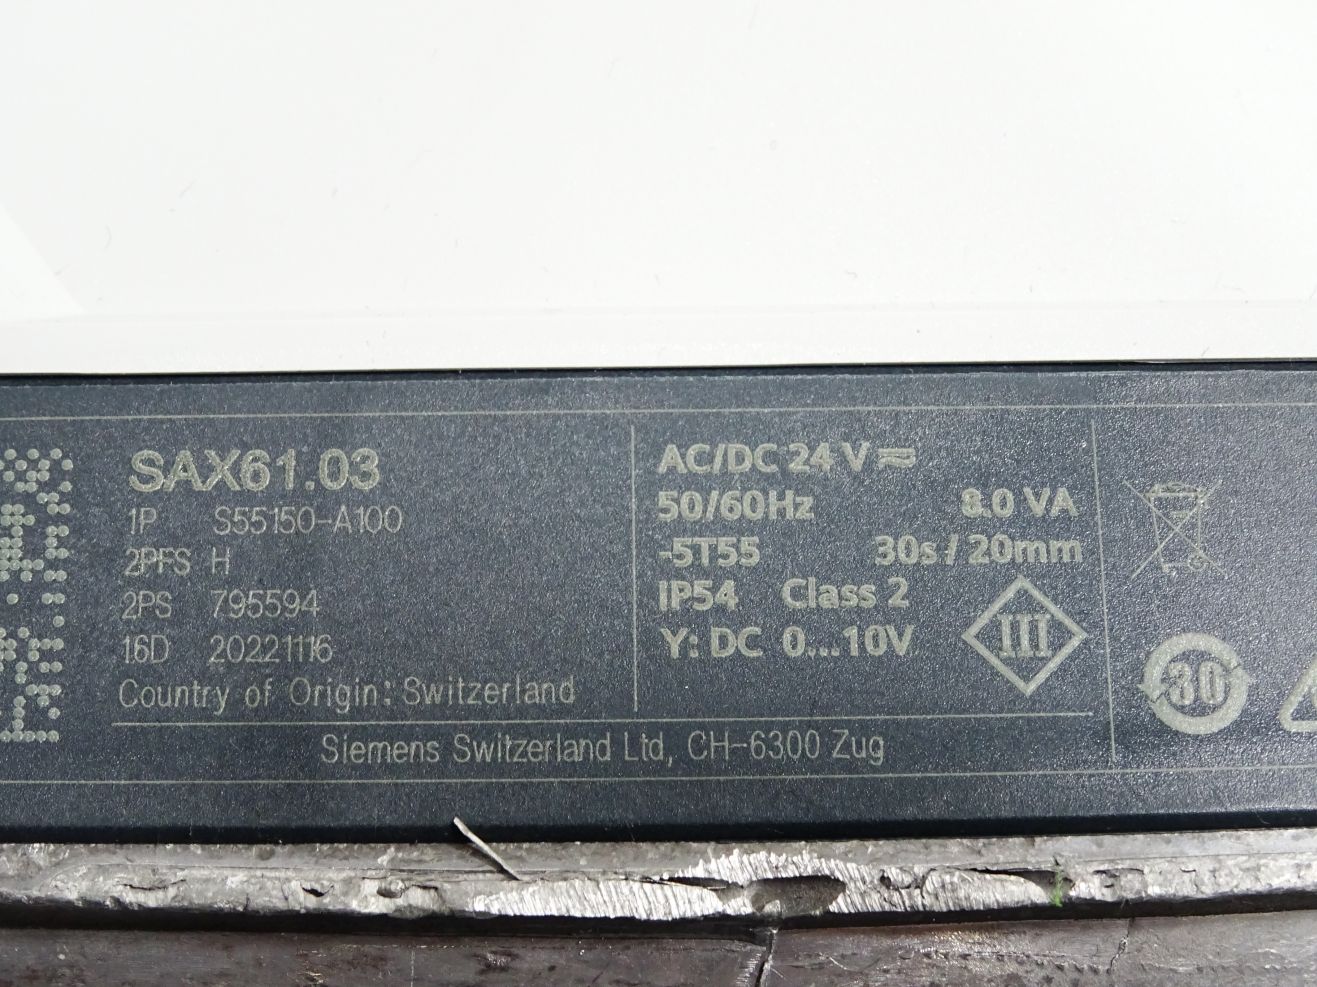 SAX61.03
1P S55150-A100
2PFS H
2PS 795594
16D 20221116
Country of Origin: Switzerland
AC/DC 24 V
50/60Hz 8.0 VA
-5T55 30s / 20mm
IP54 Class 2
Y: DC 0...10V
III
30
Siemens Switzerland Ltd, CH-6300 Zug